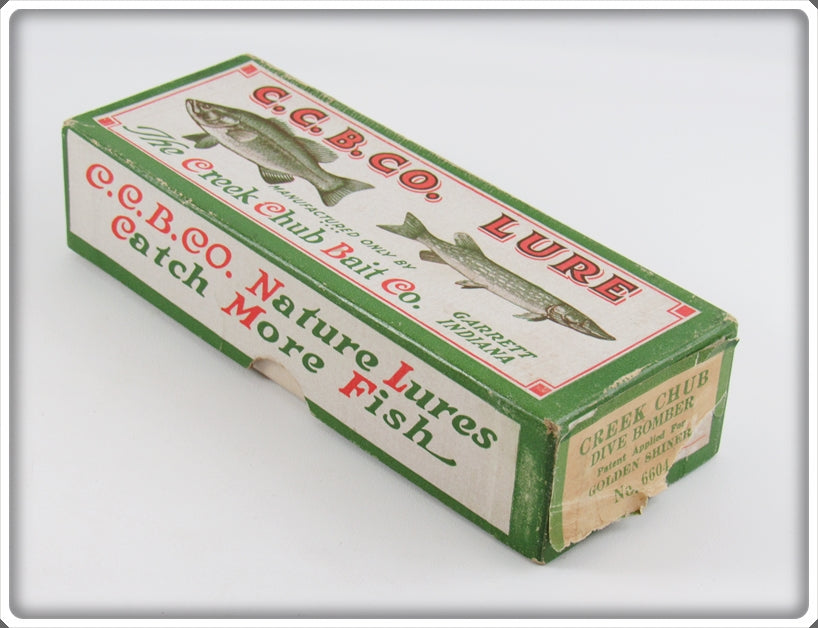 C.C.B.CO. LURE
MANUFACTURED ONLY BY
The Creek Chub Bait Co.
GARRETT
INDIANA
C.C.B.CO. Nature Lures
Catch More Fish
CREEK CHUB
DIVE BOMBER
Patent Applied For
GOLDEN SHINER
No. 6604